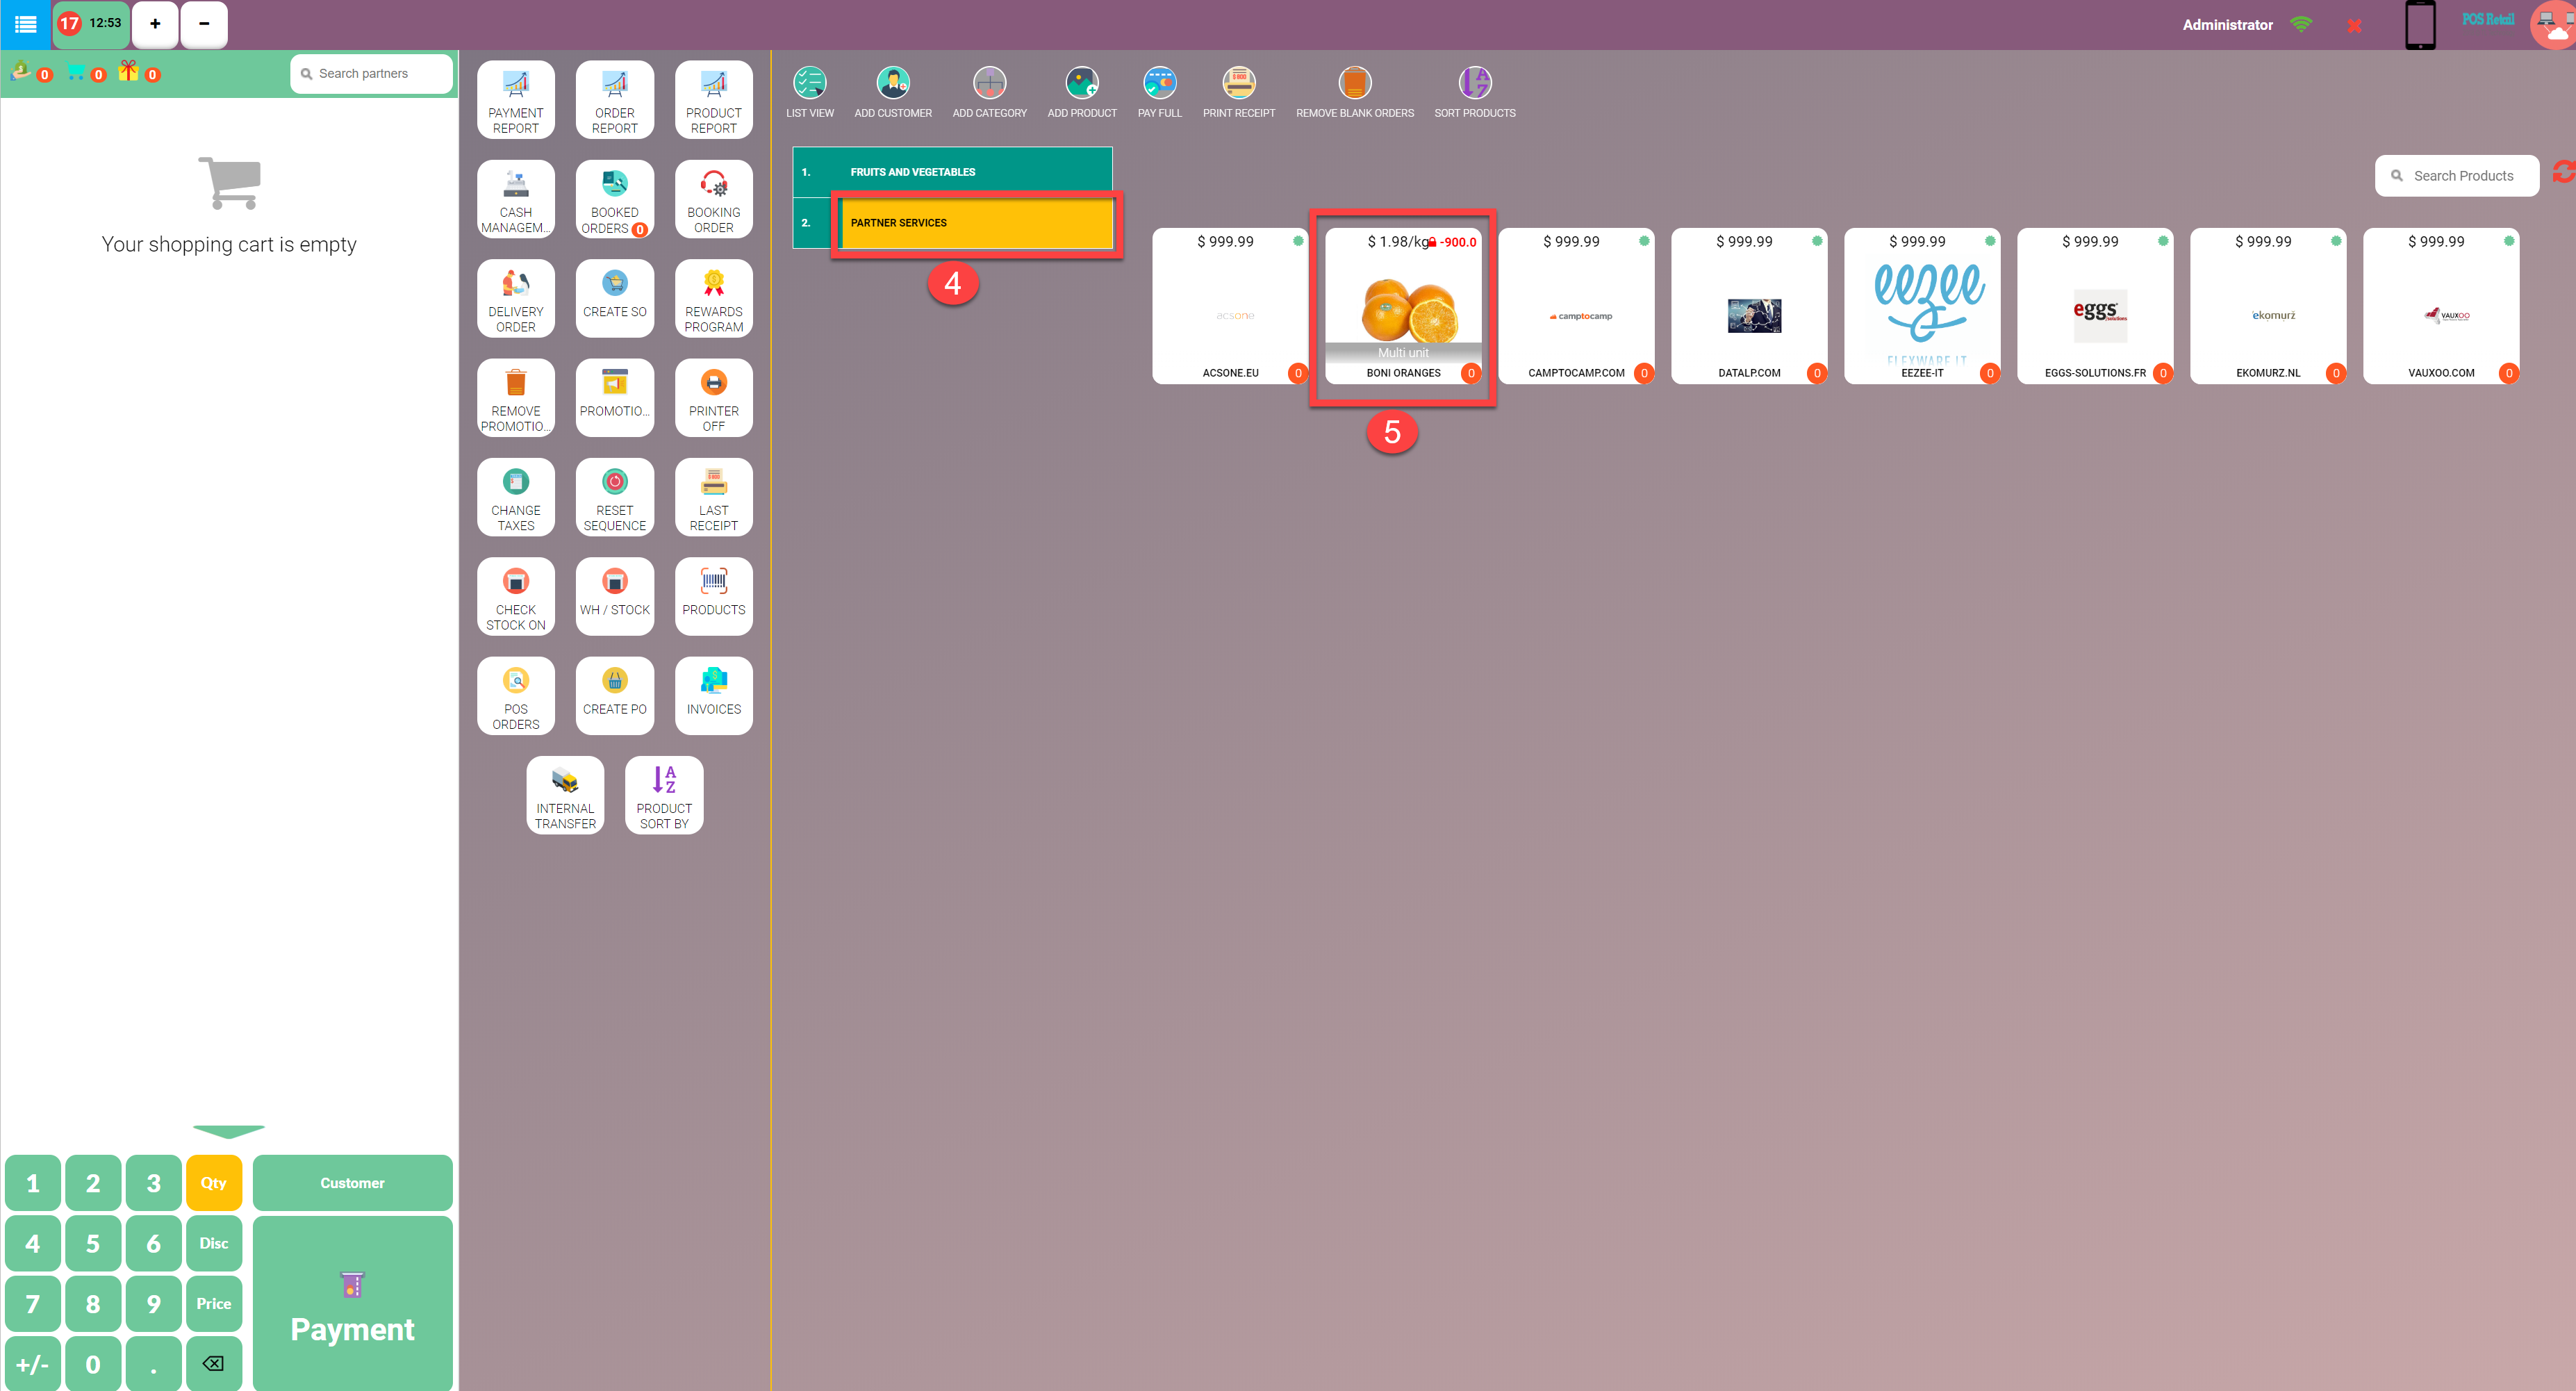 17 12:53 + -
Administrator
POS Retail
0 0 0
Search partners
Your shopping cart is empty
PAYMENT REPORT
ORDER REPORT
PRODUCT REPORT
CASH MANAGEM...
BOOKED ORDERS 0
BOOKING ORDER
DELIVERY ORDER
CREATE SO
REWARDS PROGRAM
REMOVE PROMOTIO...
PROMOTIO...
PRINTER OFF
CHANGE TAXES
RESET SEQUENCE
LAST RECEIPT
CHECK STOCK ON
WH / STOCK
PRODUCTS
POS ORDERS
CREATE PO
INVOICES
INTERNAL TRANSFER
A Z
PRODUCT SORT BY
LIST VIEW
ADD CUSTOMER
ADD CATEGORY
ADD PRODUCT
PAY FULL
$ 800
PRINT RECEIPT
REMOVE BLANK ORDERS
A Z
SORT PRODUCTS
1. FRUITS AND VEGETABLES
2. PARTNER SERVICES
4
Search Products
$ 999.99
acsone
ACSONE.EU 0
$ 1.98/kg -900.0
Multi unit
BONI ORANGES 0
5
$ 999.99
camptocamp
CAMPTOCAMP.COM 0
$ 999.99
DATALP.COM 0
$ 999.99
eezee
FLEXWARE IT
EEZEE-IT 0
$ 999.99
eggs solutions
EGGS-SOLUTIONS.FR 0
$ 999.99
ekomurz
EKOMURZ.NL 0
$ 999.99
VAUXOO
VAUXOO.COM 0
1 2 3 Qty
Customer
4 5 6 Disc
7 8 9 Price
Payment
+/- 0 .